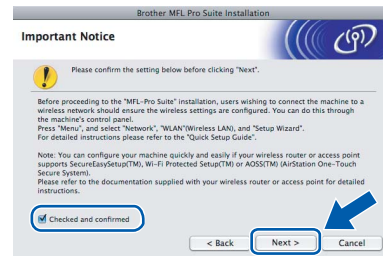 Brother MFL Pro Suite Installation
Important Notice
Please confirm the setting below before clicking "Next".
Before proceeding to the "MFL-Pro Suite" installation, users wishing to connect the machine to a
wireless network should ensure the wireless settings are configured. You can do this through
the machine's control panel.
Press "Menu", and select "Network", "WLAN"(Wireless LAN), and "Setup Wizard".
For detailed instructions please refer to the "Quick Setup Guide".
Note: You can configure your machine quickly and easily if your wireless router or access point
supports SecureEasySetup(TM), Wi-Fi Protected Setup(TM) or AOSS(TM) (AirStation One-Touch
Secure System).
Please refer to the documentation supplied with your wireless router or access point for detailed
instructions.
Checked and confirmed
< Back Next > Cancel